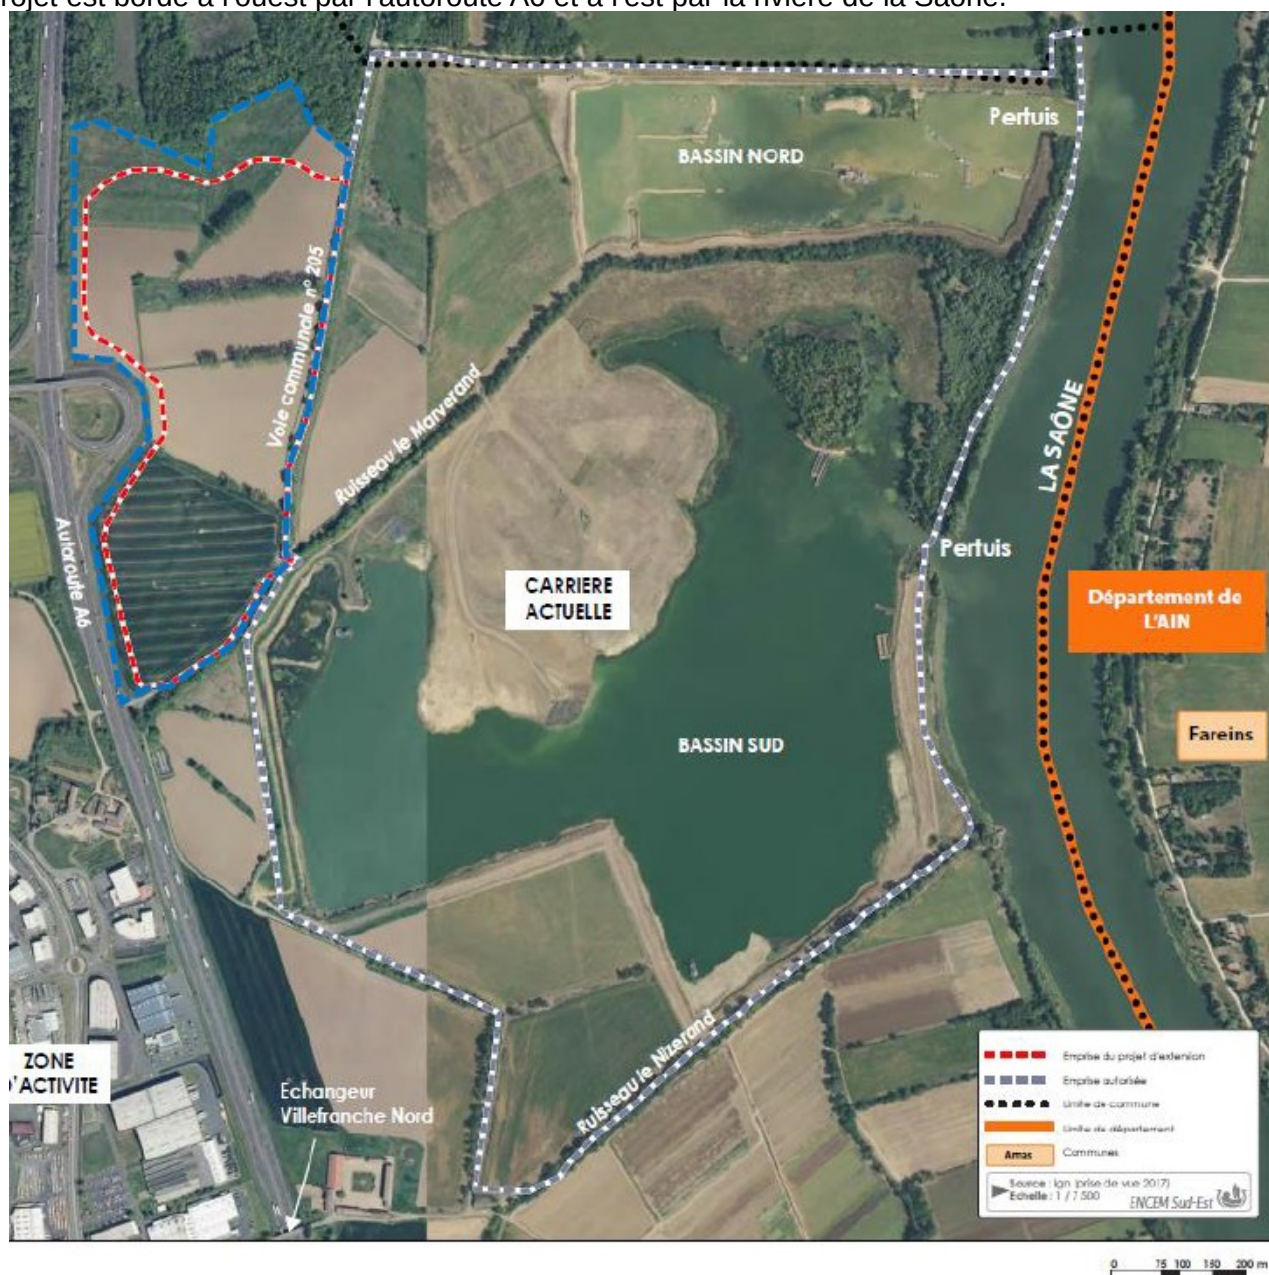 rojet est bordé à l'ouest par l'autoroute A6 et à l'est par la rivière de la Saône.
Pertuis
BASSIN NORD
Voie communale n° 205
Ruisseau le Marverand
LA SAÔNE
Autoroute A6
Pertuis
CARRIERE
ACTUELLE
Département de
L'AIN
Fareins
BASSIN SUD
ZONE
D'ACTIVITE
Echangeur
Villefranche Nord
Ruisseau le Nizerand
Emprise du projet d'extension
Emprise autorisée
Limite de commune
Limite de département
Arnas
Communes
Source : Ign (prise de vue 2017)
Echelle : 1 / 7 500
ENCEM Sud-Est
0 75 100 150 200 m